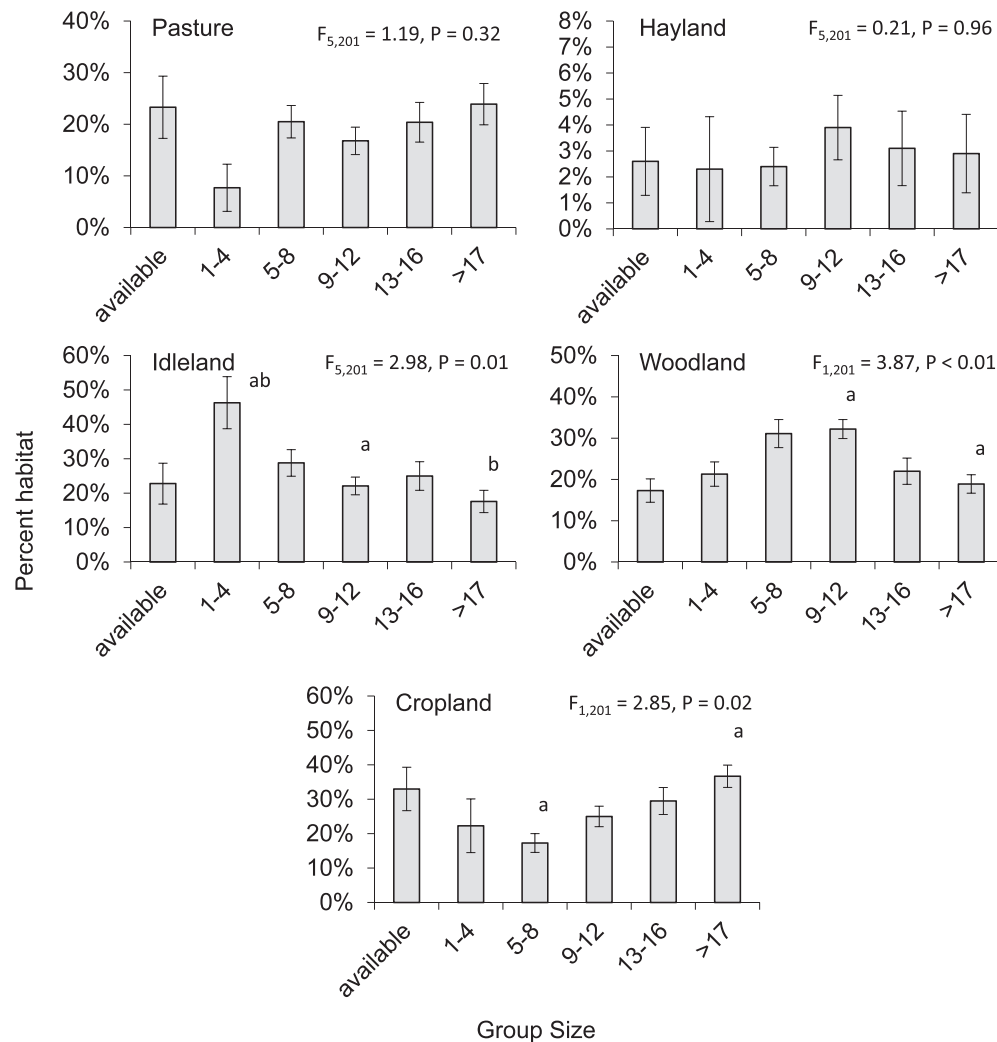 Pasture
F5,201 = 1.19, P = 0.32
40%
30%
20%
10%
0%
available
1-4
5-8
9-12
13-16
>17
Hayland
F5,201 = 0.21, P = 0.96
8%
7%
6%
5%
4%
3%
2%
1%
0%
available
1-4
5-8
9-12
13-16
>17
Percent habitat
Idleland
F5,201 = 2.98, P = 0.01
60%
50%
40%
30%
20%
10%
0%
ab
a
b
available
1-4
5-8
9-12
13-16
>17
Woodland
F1,201 = 3.87, P < 0.01
50%
40%
30%
20%
10%
0%
a
a
available
1-4
5-8
9-12
13-16
>17
Cropland
F1,201 = 2.85, P = 0.02
60%
50%
40%
30%
20%
10%
0%
a
a
available
1-4
5-8
9-12
13-16
>17
Group Size